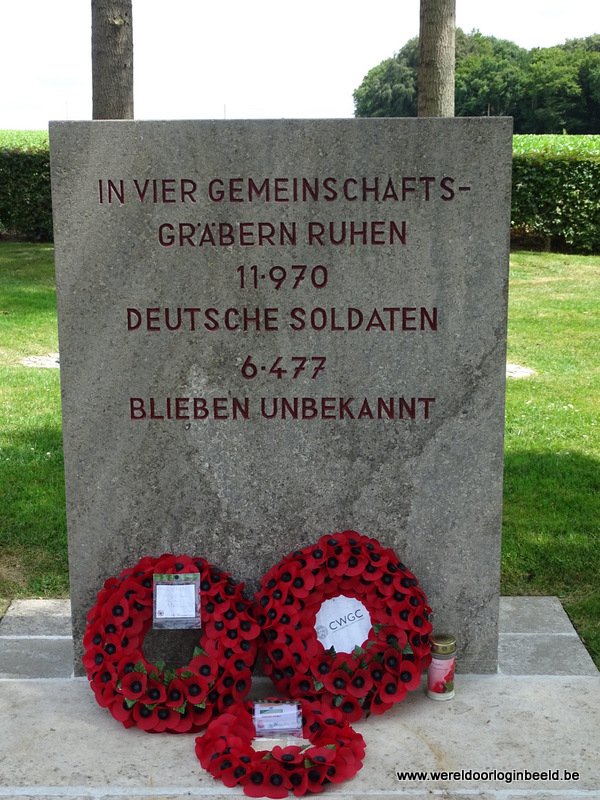 IN VIER GEMEINSCHAFTS-
GRÄBERN RUHEN
11·970
DEUTSCHE SOLDATEN
6·477
BLIEBEN UNBEKANNT
CWGC
www.wereldoorloginbeeld.be